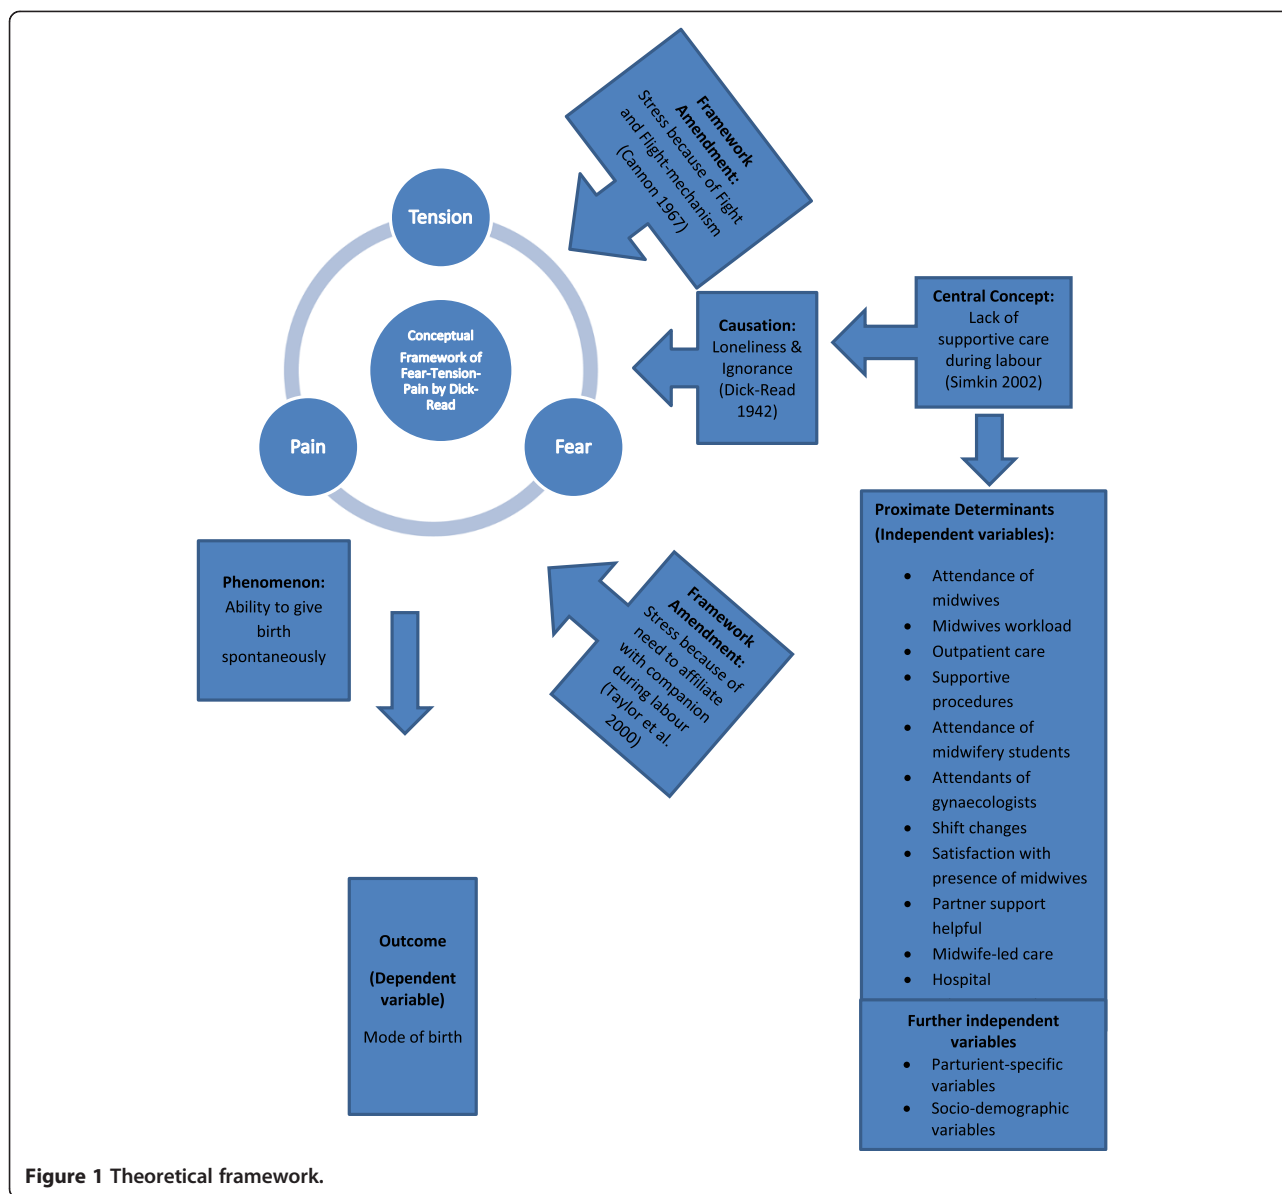 Framework
Amendment:
Stress because of Fight
and Flight-mechanism
(Cannon 1967)
Tension
Conceptual
Framework of
Fear-Tension-
Pain by Dick-
Read
Pain
Fear
Causation:
Loneliness &
Ignorance
(Dick-Read
1942)
Central Concept:
Lack of
supportive care
during labour
(Simkin 2002)
Phenomenon:
Ability to give
birth
spontaneously
Framework
Amendment:
Stress because of
need to affiliate
with companion
during labour
(Taylor et al.
2000)
Proximate Determinants
(Independent variables):
• Attendance of
midwives
• Midwives workload
• Outpatient care
• Supportive
procedures
• Attendance of
midwifery students
• Attendants of
gynaecologists
• Shift changes
• Satisfaction with
presence of midwives
• Partner support
helpful
• Midwife-led care
• Hospital
Further independent
variables
• Parturient-specific
variables
• Socio-demographic
variables
Outcome
(Dependent
variable)
Mode of birth
Figure 1 Theoretical framework.